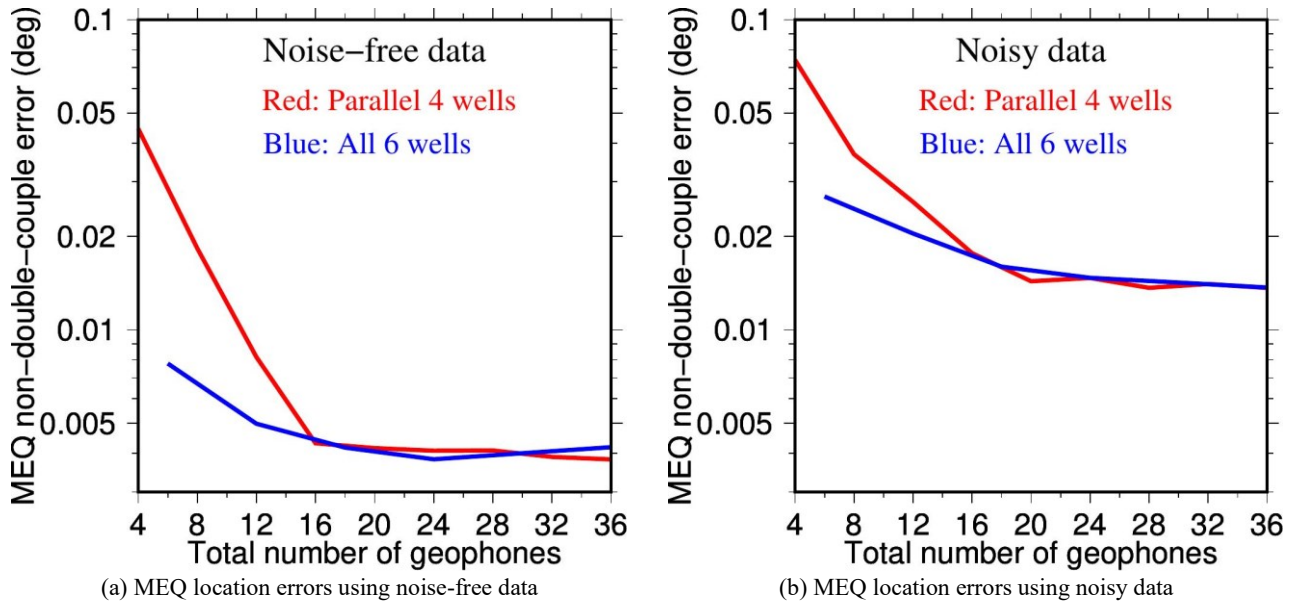 MEQ non−double−couple error (deg)
0.1
0.05
0.02
0.01
0.005
Noise−free data
Red: Parallel 4 wells
Blue: All 6 wells
4 8 12 16 20 24 28 32 36
Total number of geophones
(a) MEQ location errors using noise-free data
MEQ non−double−couple error (deg)
0.1
0.05
0.02
0.01
0.005
Noisy data
Red: Parallel 4 wells
Blue: All 6 wells
4 8 12 16 20 24 28 32 36
Total number of geophones
(b) MEQ location errors using noisy data